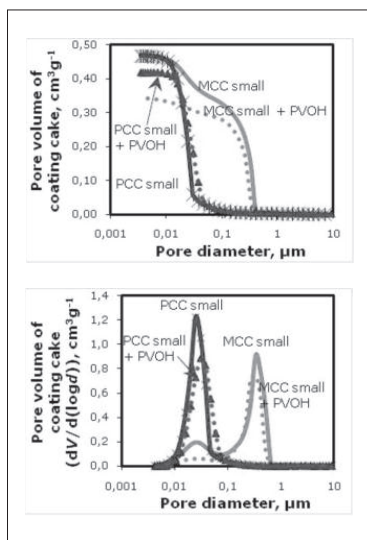 Pore volume of
coating cake, cm³g⁻¹
0,50
0,40
0,30
0,20
0,10
0,00
MCC small
MCC small + PVOH
PCC small
+ PVOH
PCC small
0,001
0,01
0,1
1
10
Pore diameter, µm
Pore volume of
coating cake
(dV/d(logd)), cm³g⁻¹
1,4
1,2
1,0
0,8
0,6
0,4
0,2
0,0
PCC small
PCC small
+ PVOH
MCC small
MCC small
+ PVOH
0,001
0,01
0,1
1
10
Pore diameter, µm